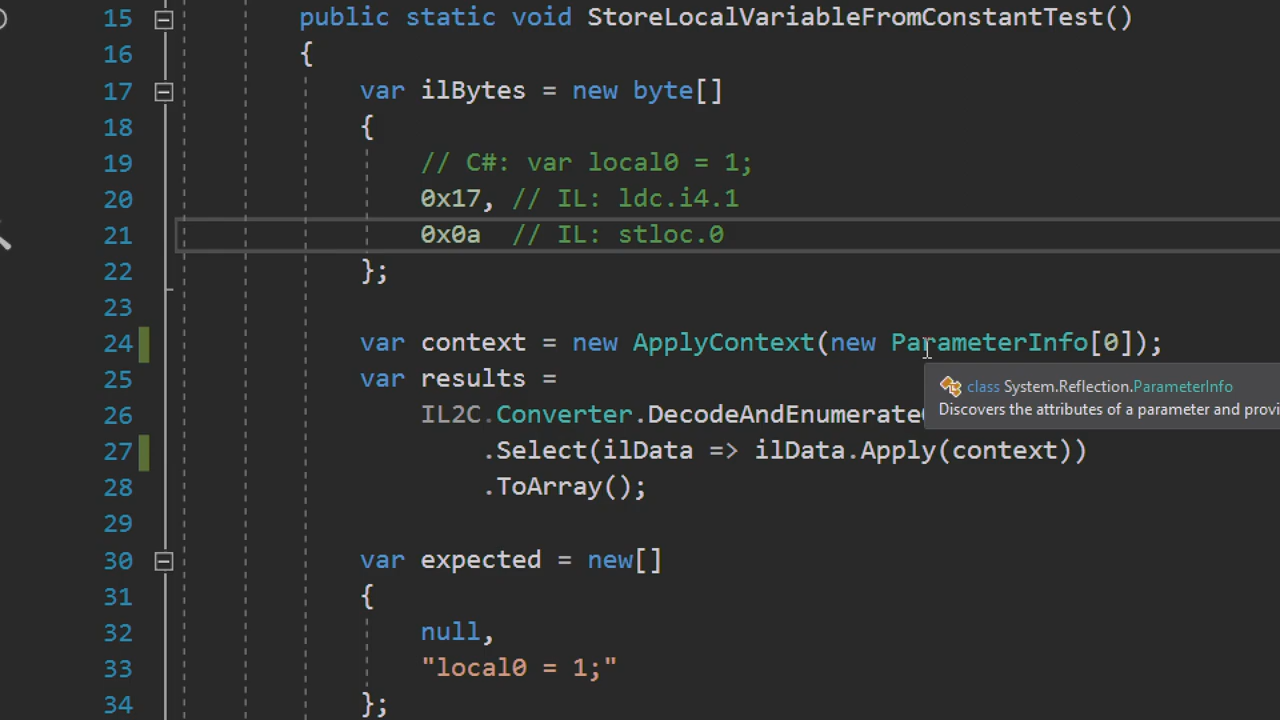 15 public static void StoreLocalVariableFromConstantTest()
16 {
17 var ilBytes = new byte[]
18 {
19 // C#: var local0 = 1;
20 0x17, // IL: ldc.i4.1
21 0x0a // IL: stloc.0
22 };
23
24 var context = new ApplyContext(new ParameterInfo[0]);
25 var results =
class System.Reflection.ParameterInfo
26 IL2C.Converter.DecodeAndEnumerate
Discovers the attributes of a parameter and
27 .Select(ilData => ilData.Apply(context))
28 .ToArray();
29
30 var expected = new[]
31 {
32 null,
33 "local0 = 1;"
34 };